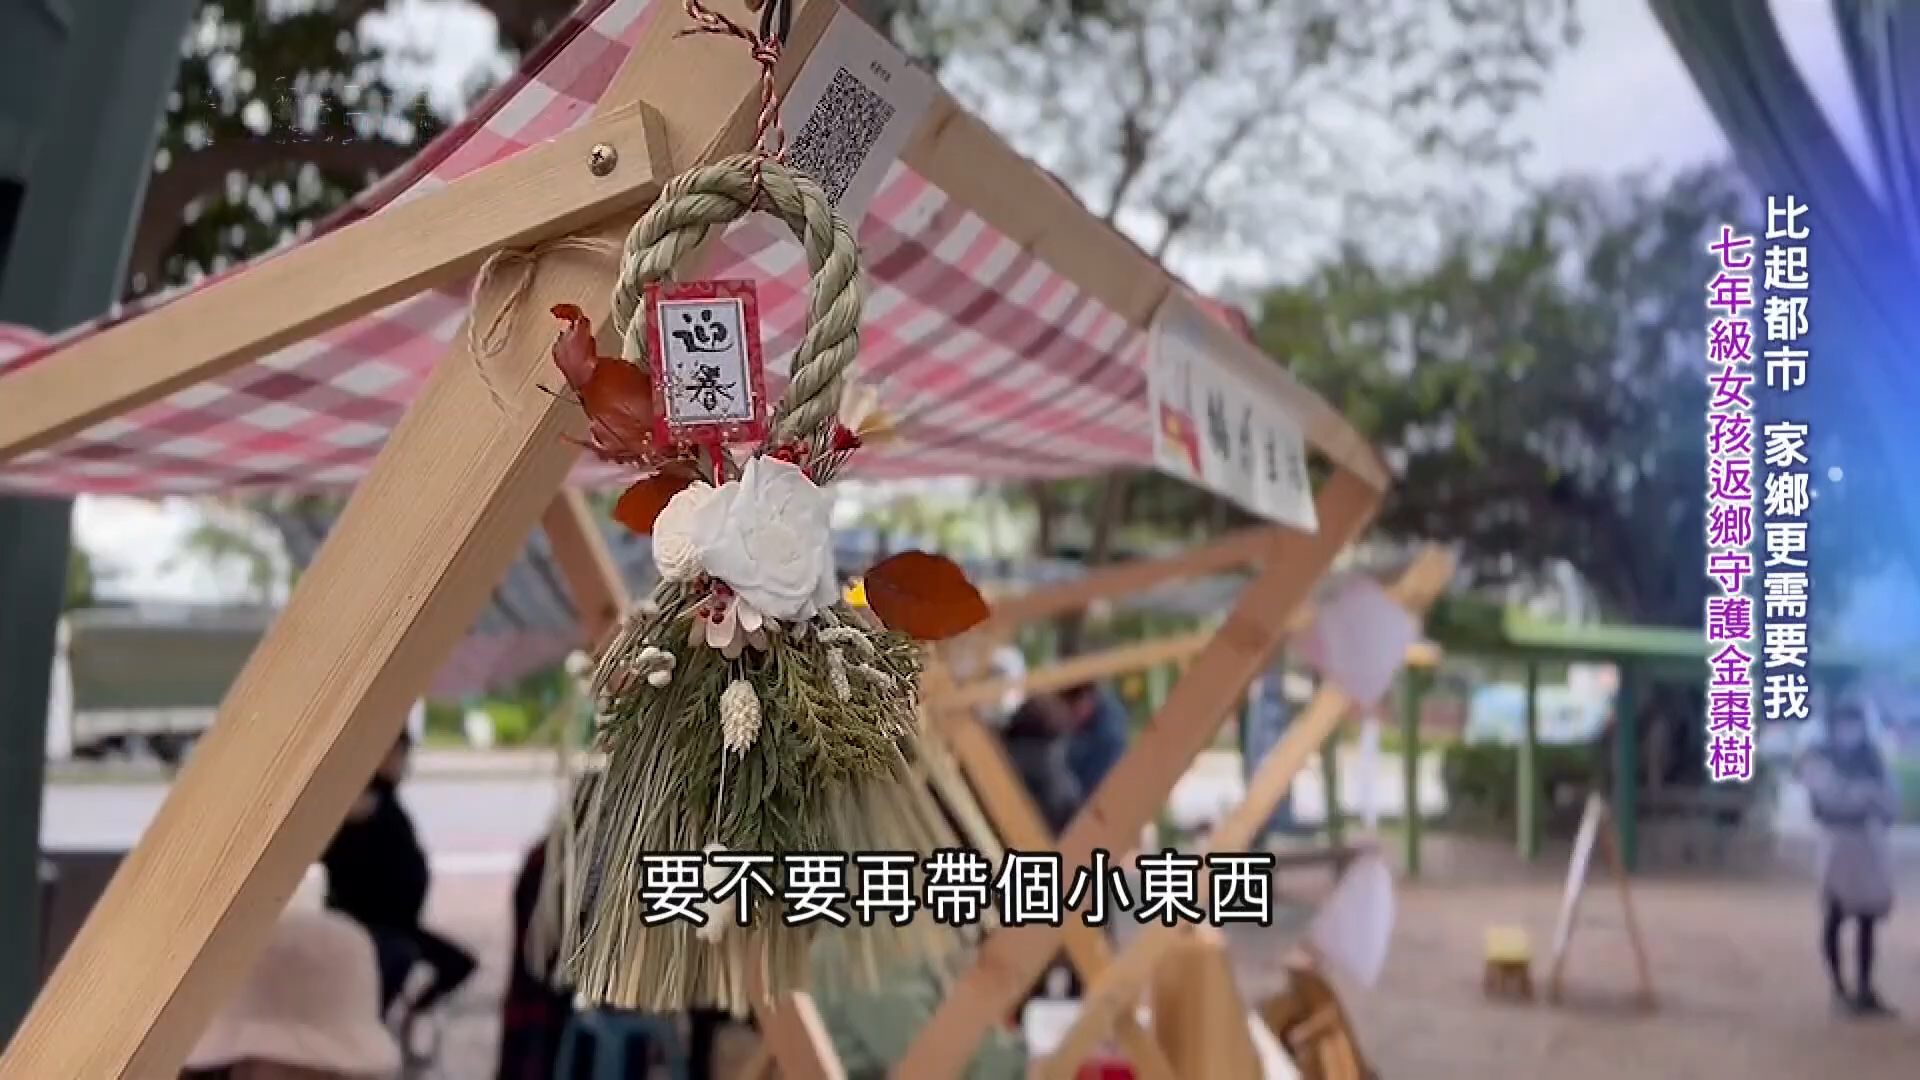 比起都市 家鄉更需要我
七年級女孩返鄉守護金棗樹
迎春
要不要再帶個小東西